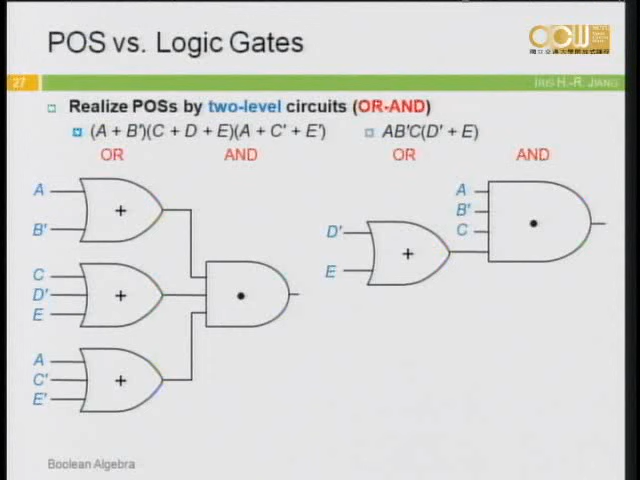 POS vs. Logic Gates
27
IRIS H.-R. JIANG
Realize POSs by two-level circuits (OR-AND)
(A + B')(C + D + E)(A + C' + E')
AB'C(D' + E)
OR
AND
OR
AND
A
+
B'
C
D'
+
E
A
C'
+
E'
•
D'
+
E
A
B'
C
•
Boolean Algebra